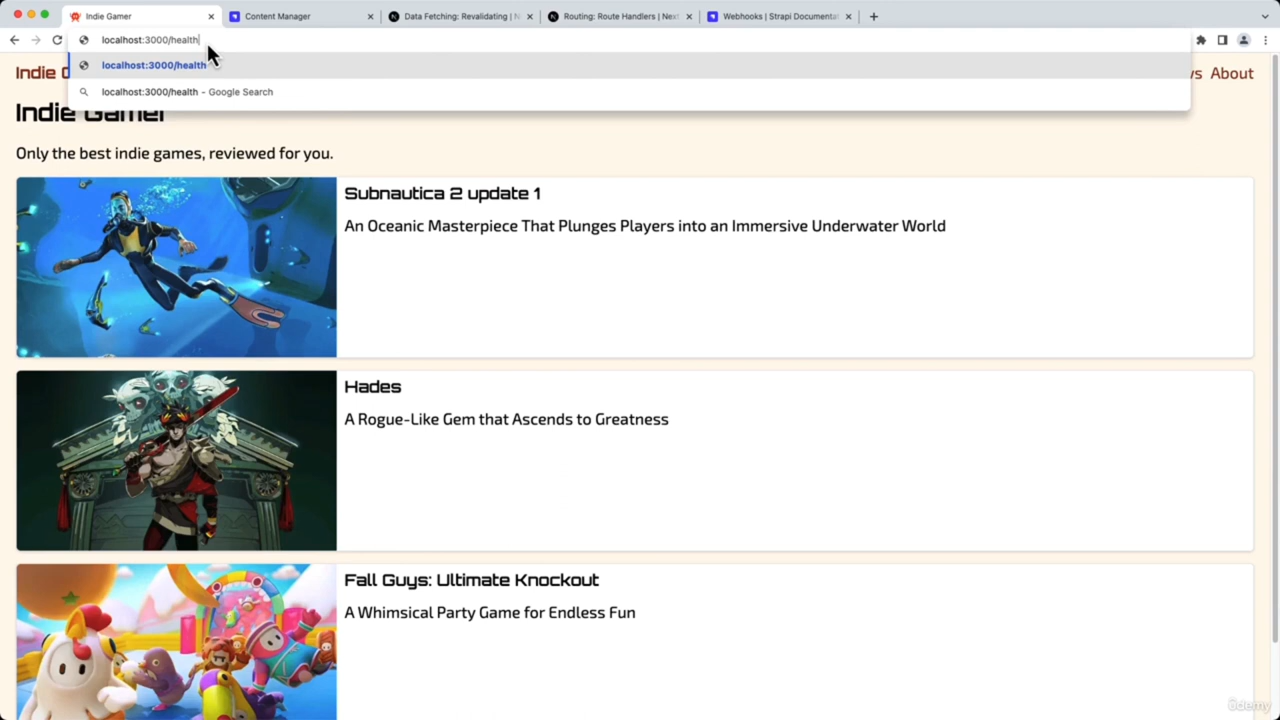 Indie Gamer
Content Manager
Data Fetching: Revalidating | N
Routing: Route Handlers | Next
Webhooks | Strapi Documentat
localhost:3000/health
localhost:3000/health
localhost:3000/health - Google Search
Indie G
ws About
Indie Gamer
Only the best indie games, reviewed for you.
Subnautica 2 update 1
An Oceanic Masterpiece That Plunges Players into an Immersive Underwater World
Hades
A Rogue-Like Gem that Ascends to Greatness
Fall Guys: Ultimate Knockout
A Whimsical Party Game for Endless Fun
ûdemy